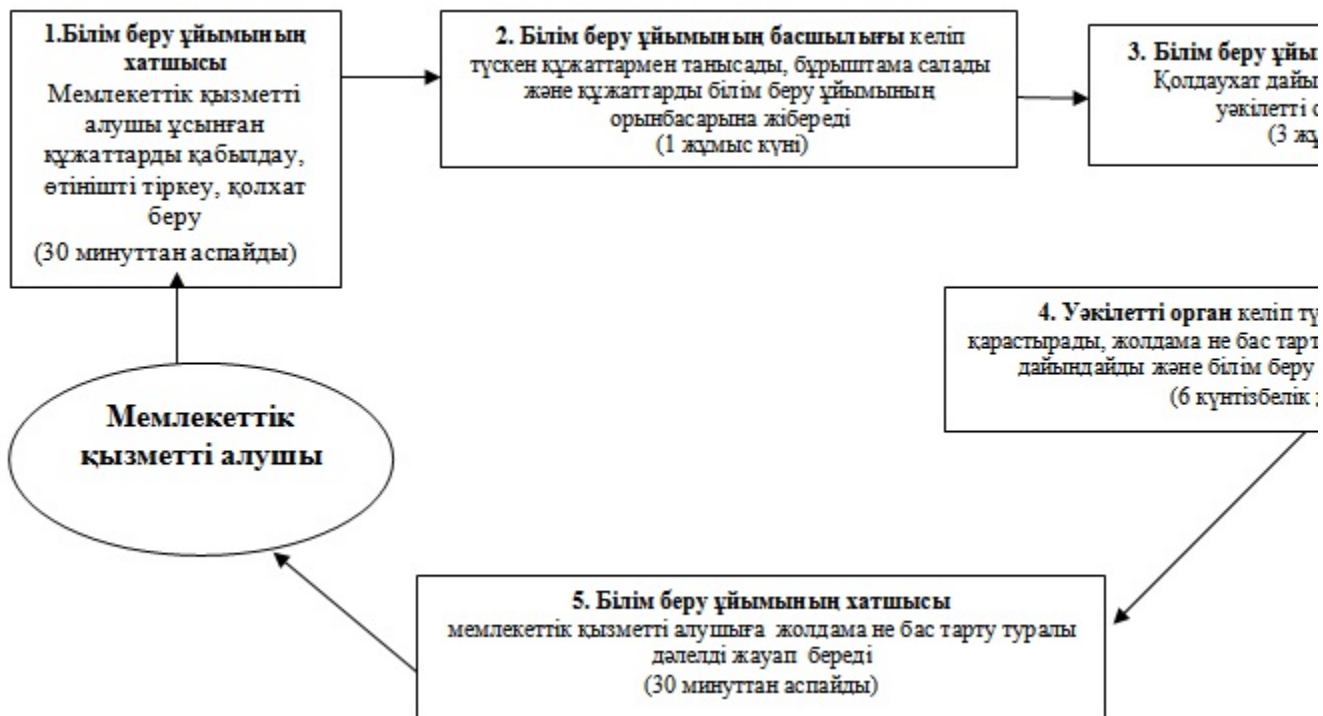 1.Білім беру ұйымының
хатшысы
Мемлекеттік қызметті
алушы ұсынған
құжаттарды қабылдау,
өтінішті тіркеу, қолхат
беру
(30 минуттан аспайды)
2. Білім беру ұйымының басшылығы келіп
түскен құжаттармен танысады, бұрыштама салады
және құжаттарды білім беру ұйымының
орынбасарына жібереді
(1 жұмыс күні)
3. Білім беру ұйы
Қолдаухат дайы
уәкілетті
(3
4. Уәкілетті орган келіп тү
қарастырады, жолдама не бас тарт
дайындайды және білім беру
(6 күнтізбелік
Мемлекеттік
қызметті алушы
5. Білім беру ұйымының хатшысы
мемлекеттік қызметті алушыға жолдама не бас тарту туралы
дәлелді жауап береді
(30 минуттан аспайды)